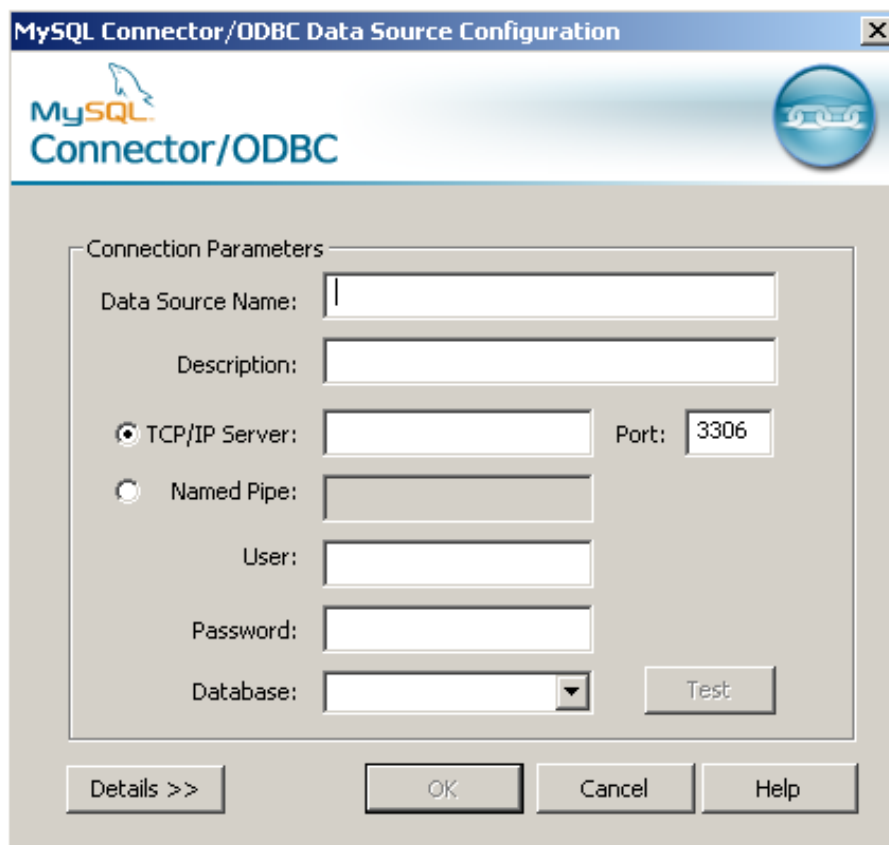 MySQL Connector/ODBC Data Source Configuration
MySQL
Connector/ODBC
Connection Parameters
Data Source Name:
Description:
TCP/IP Server:
Port: 3306
Named Pipe:
User:
Password:
Database:
Test
Details >>
OK
Cancel
Help